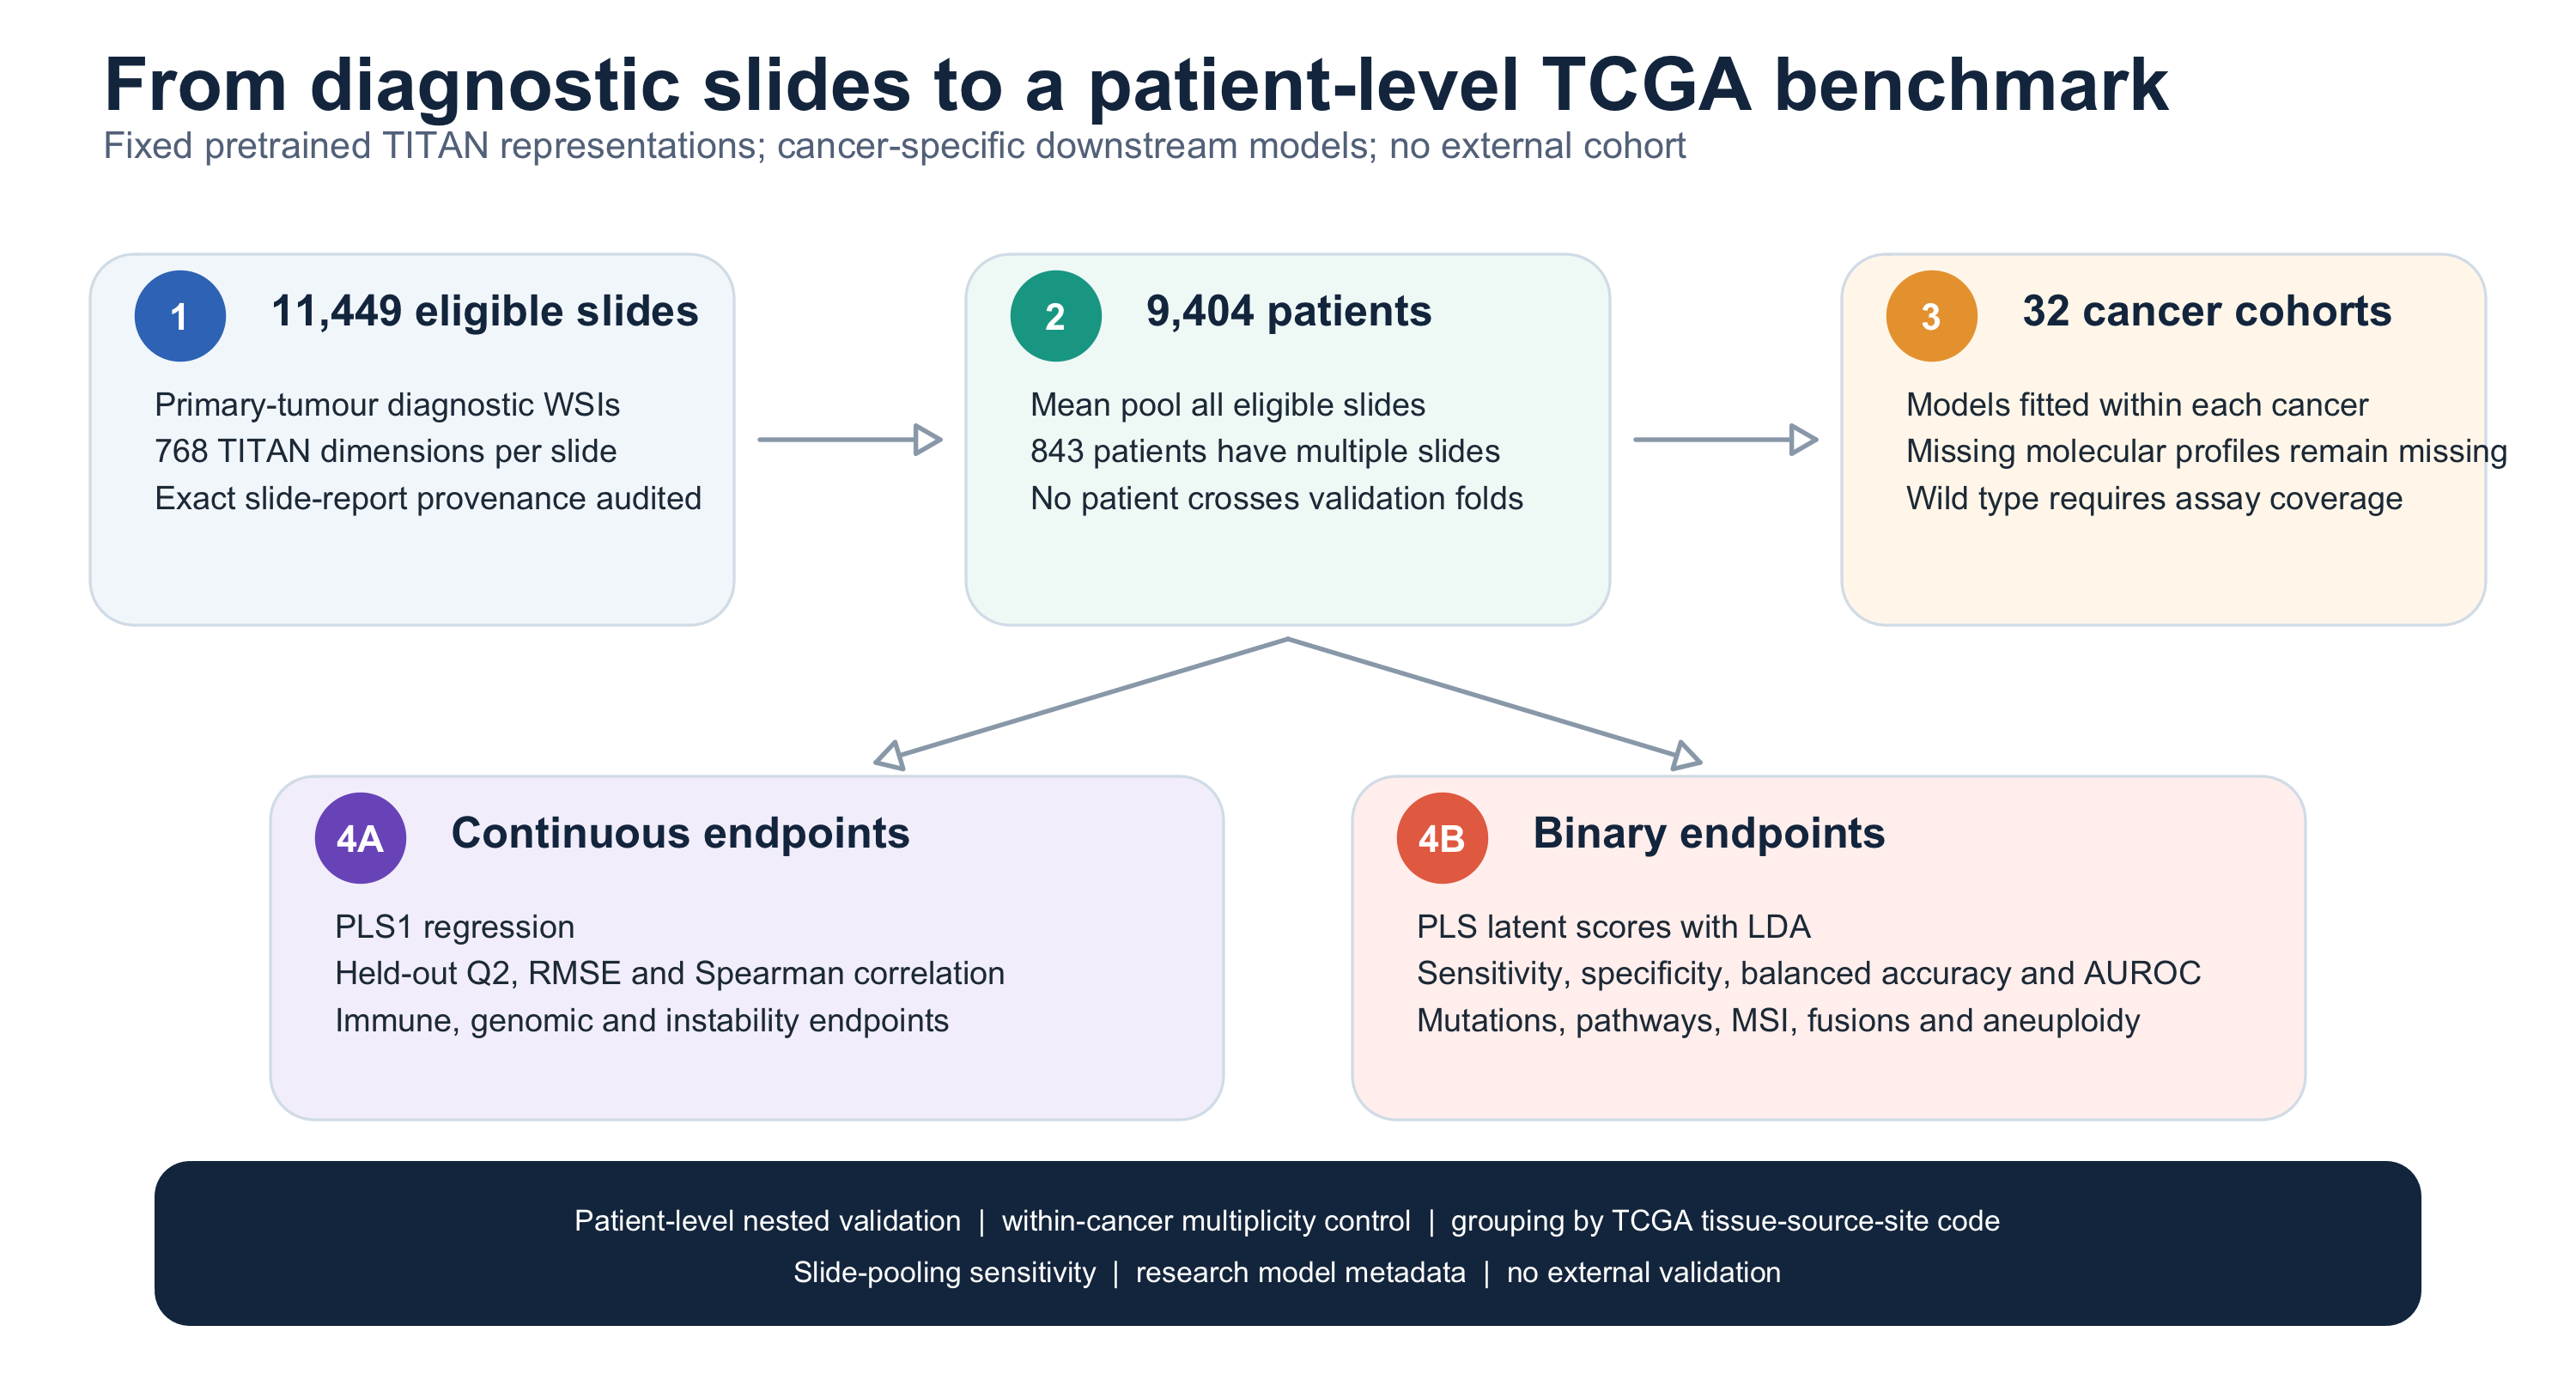 From diagnostic slides to a patient-level TCGA benchmark
Fixed pretrained TITAN representations; cancer-specific downstream models; no external cohort
1
11,449 eligible slides
Primary-tumour diagnostic WSIs
768 TITAN dimensions per slide
Exact slide-report provenance audited
2
9,404 patients
Mean pool all eligible slides
843 patients have multiple slides
No patient crosses validation folds
3
32 cancer cohorts
Models fitted within each cancer
Missing molecular profiles remain missing
Wild type requires assay coverage
4A
Continuous endpoints
PLS1 regression
Held-out Q2, RMSE and Spearman correlation
Immune, genomic and instability endpoints
4B
Binary endpoints
PLS latent scores with LDA
Sensitivity, specificity, balanced accuracy and AUROC
Mutations, pathways, MSI, fusions and aneuploidy
Patient-level nested validation | within-cancer multiplicity control | grouping by TCGA tissue-source-site code
Slide-pooling sensitivity | research model metadata | no external validation